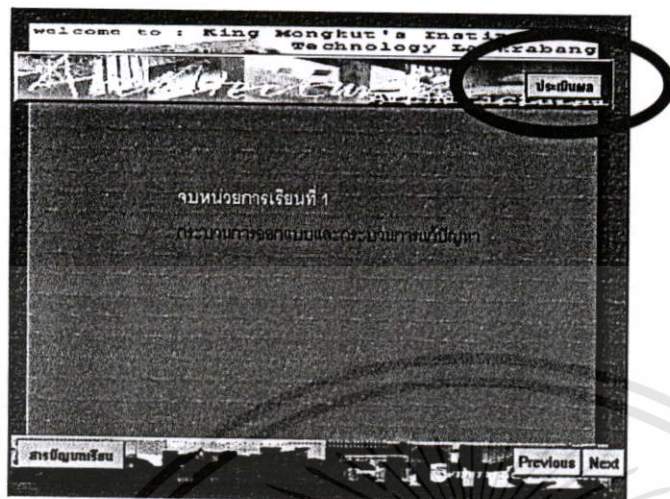 welcome to : King Mongkut's
Technology
ประเมินผล
จบหน่วยการเรียนที่ 1
กระบวนการออกแบบและกระบวนการแก้ปัญหา
สารบัญบทเรียน
Previous Next